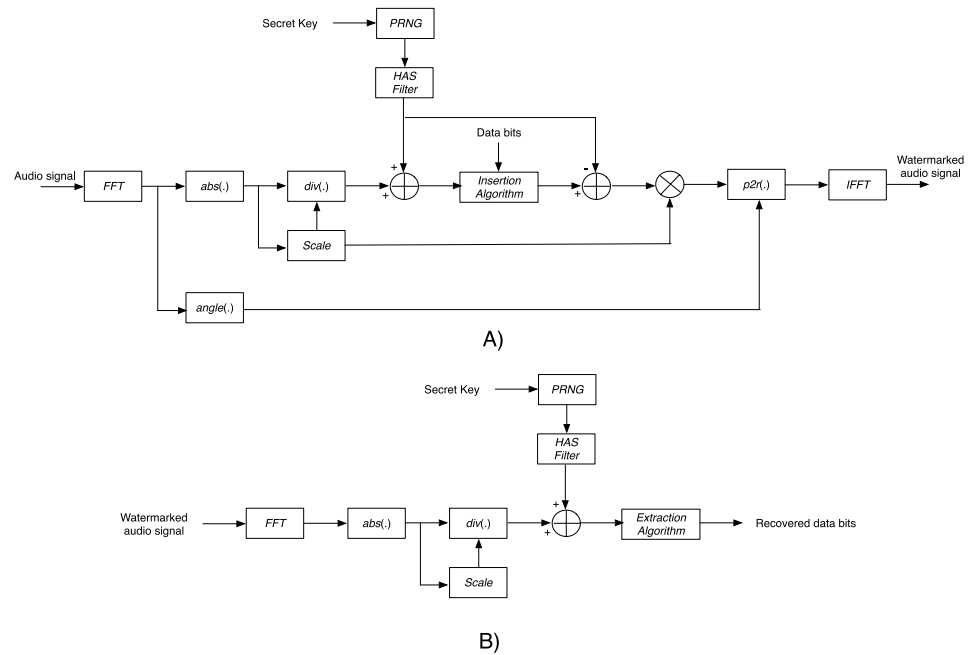 Secret Key
PRNG
HAS
Filter
Data bits
+
-
Audio signal
FFT
abs(.)
div(.)
+
Insertion
Algorithm
+
p2r(.)
IFFT
Watermarked
audio signal
Scale
angle(.)
A)
Secret Key
PRNG
HAS
Filter
+
Watermarked
audio signal
FFT
abs(.)
div(.)
+
Extraction
Algorithm
Recovered data bits
Scale
B)